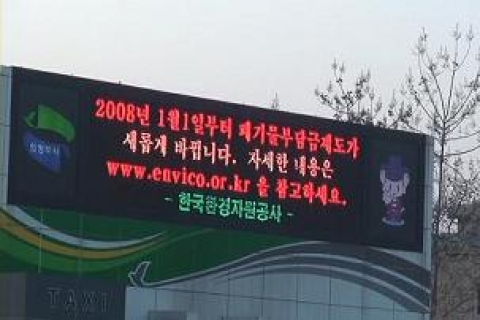 2008년 1월1일부터 폐기물부담금제도가
새롭게 바뀝니다. 자세한 내용은
www.envico.or.kr 을 참고하세요.
- 한국환경자원공사 -
TAXI